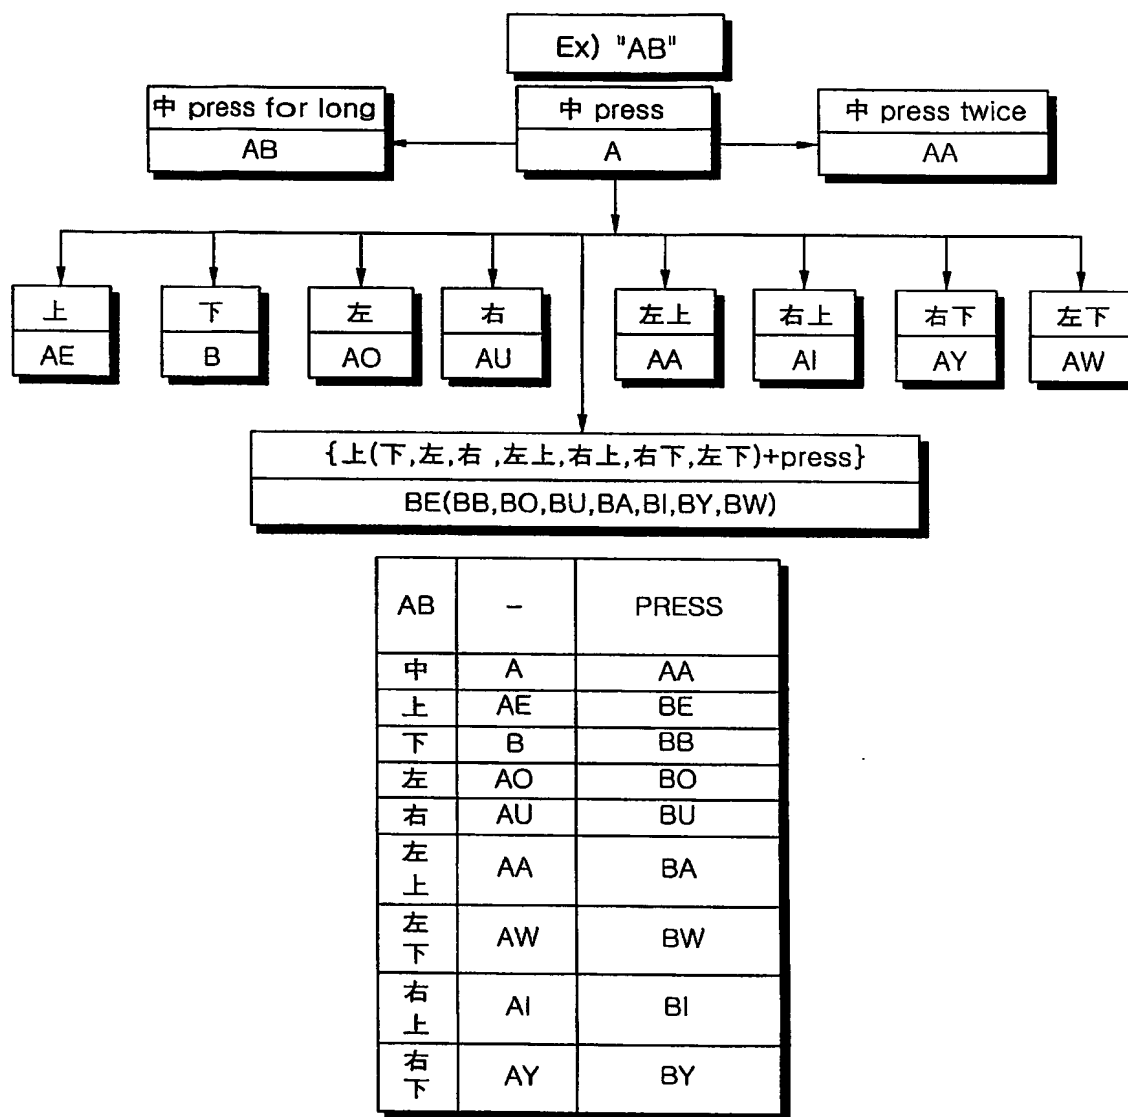 Ex) "AB"
中 press for long
AB
中 press
A
中 press twice
AA
上
AE
下
B
左
AO
右
AU
左上
AA
右上
AI
右下
AY
左下
AW
{上(下,左,右,左上,右上,右下,左下)+press}
BE(BB,BO,BU,BA,BI,BY,BW)
AB – PRESS
中 A AA
上 AE BE
下 B BB
左 AO BO
右 AU BU
左上 AA BA
左下 AW BW
右上 AI BI
右下 AY BY